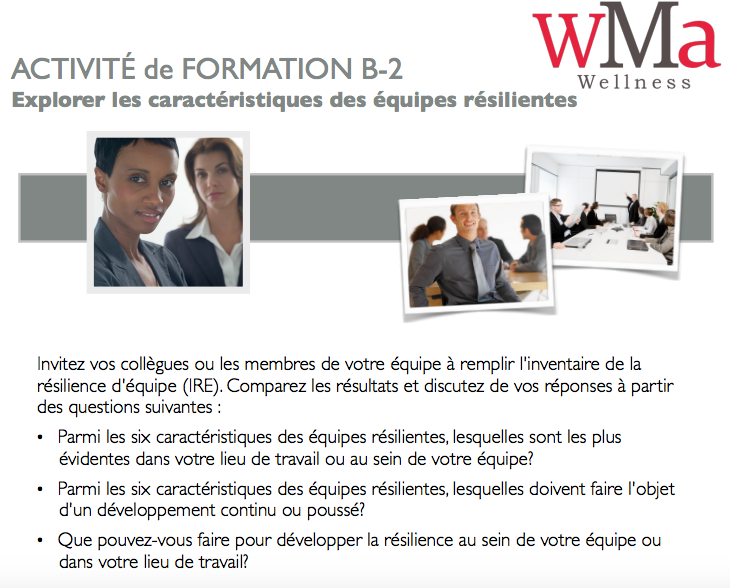 wMa
Wellness
ACTIVITÉ de FORMATION B-2
Explorer les caractéristiques des équipes résilientes
Invitez vos collègues ou les membres de votre équipe à remplir l'inventaire de la
résilience d'équipe (IRE). Comparez les résultats et discutez de vos réponses à partir
des questions suivantes :
• Parmi les six caractéristiques des équipes résilientes, lesquelles sont les plus
évidentes dans votre lieu de travail ou au sein de votre équipe?
• Parmi les six caractéristiques des équipes résilientes, lesquelles doivent faire l'objet
d'un développement continu ou poussé?
• Que pouvez-vous faire pour développer la résilience au sein de votre équipe ou
dans votre lieu de travail?